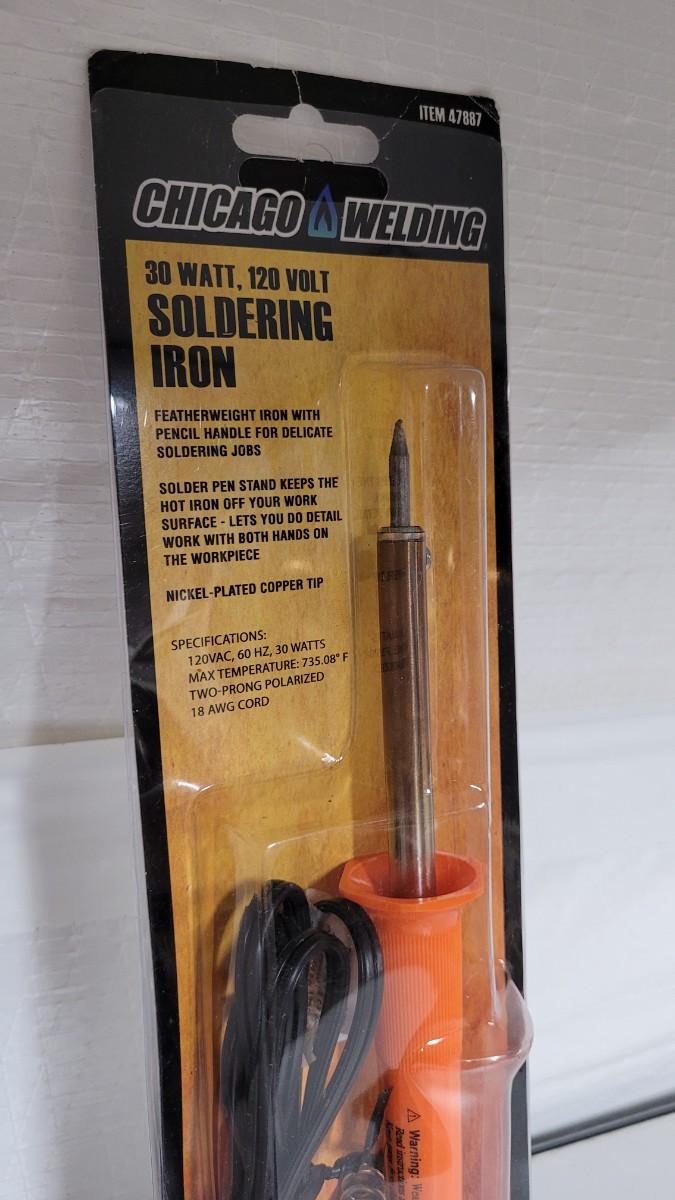 ITEM 47887
CHICAGO WELDING
30 WATT, 120 VOLT
SOLDERING
IRON
FEATHERWEIGHT IRON WITH
PENCIL HANDLE FOR DELICATE
SOLDERING JOBS
SOLDER PEN STAND KEEPS THE
HOT IRON OFF YOUR WORK
SURFACE - LETS YOU DO DETAIL
WORK WITH BOTH HANDS ON
THE WORKPIECE
NICKEL-PLATED COPPER TIP
SPECIFICATIONS:
120VAC, 60 HZ, 30 WATTS
MAX TEMPERATURE: 735.08° F
TWO-PRONG POLARIZED
18 AWG CORD
Warning:
Read